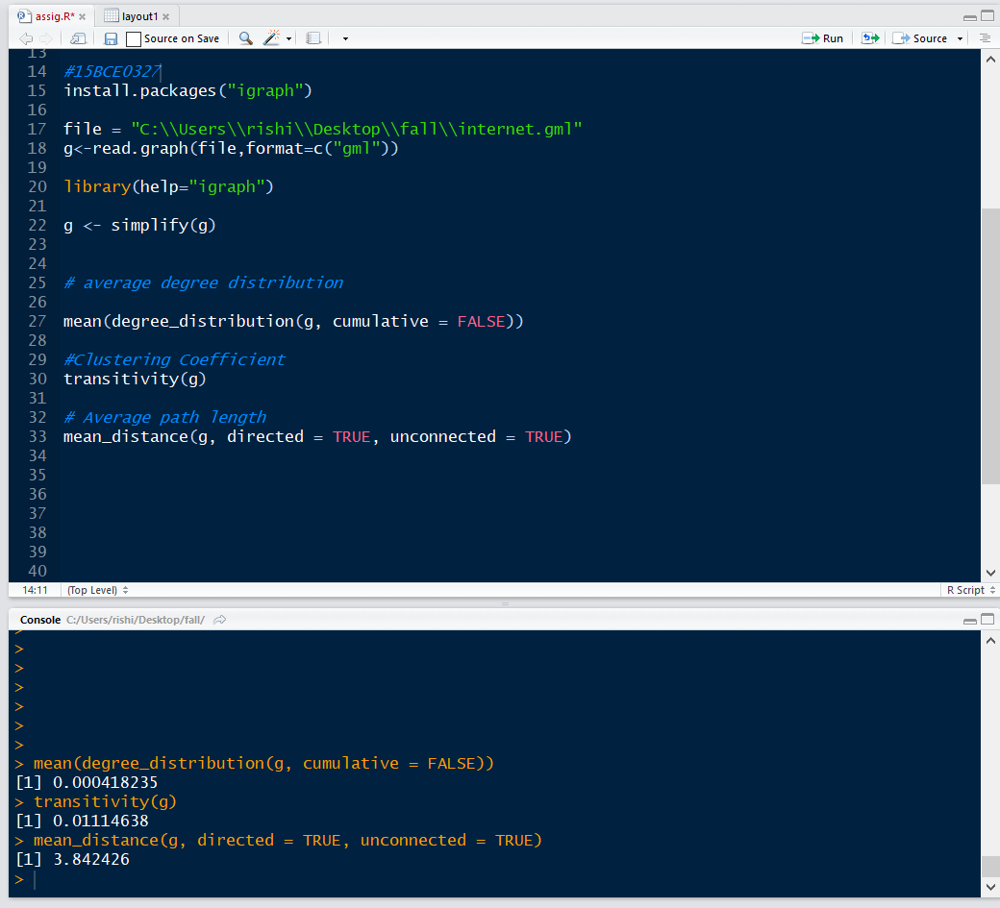 assig.R*
layout1
Source on Save
Run
Source
13
14 #15BCE0327
15 install.packages("igraph")
16
17 file = "C:\\Users\\rishi\\Desktop\\fall\\internet.gml"
18 g<-read.graph(file,format=c("gml"))
19
20 library(help="igraph")
21
22 g <- simplify(g)
23
24
25 # average degree distribution
26
27 mean(degree_distribution(g, cumulative = FALSE))
28
29 #Clustering Coefficient
30 transitivity(g)
31
32 # Average path length
33 mean_distance(g, directed = TRUE, unconnected = TRUE)
34
35
36
37
38
39
40
14:11 (Top Level) R Script
Console C:/Users/rishi/Desktop/fall/
>
>
>
>
>
>
>
> mean(degree_distribution(g, cumulative = FALSE))
[1] 0.000418235
> transitivity(g)
[1] 0.01114638
> mean_distance(g, directed = TRUE, unconnected = TRUE)
[1] 3.842426
>